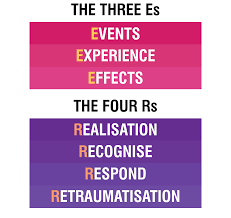 THE THREE Es
EVENTS
EXPERIENCE
EFFECTS
THE FOUR Rs
REALISATION
RECOGNISE
RESPOND
RETRAUMATISATION